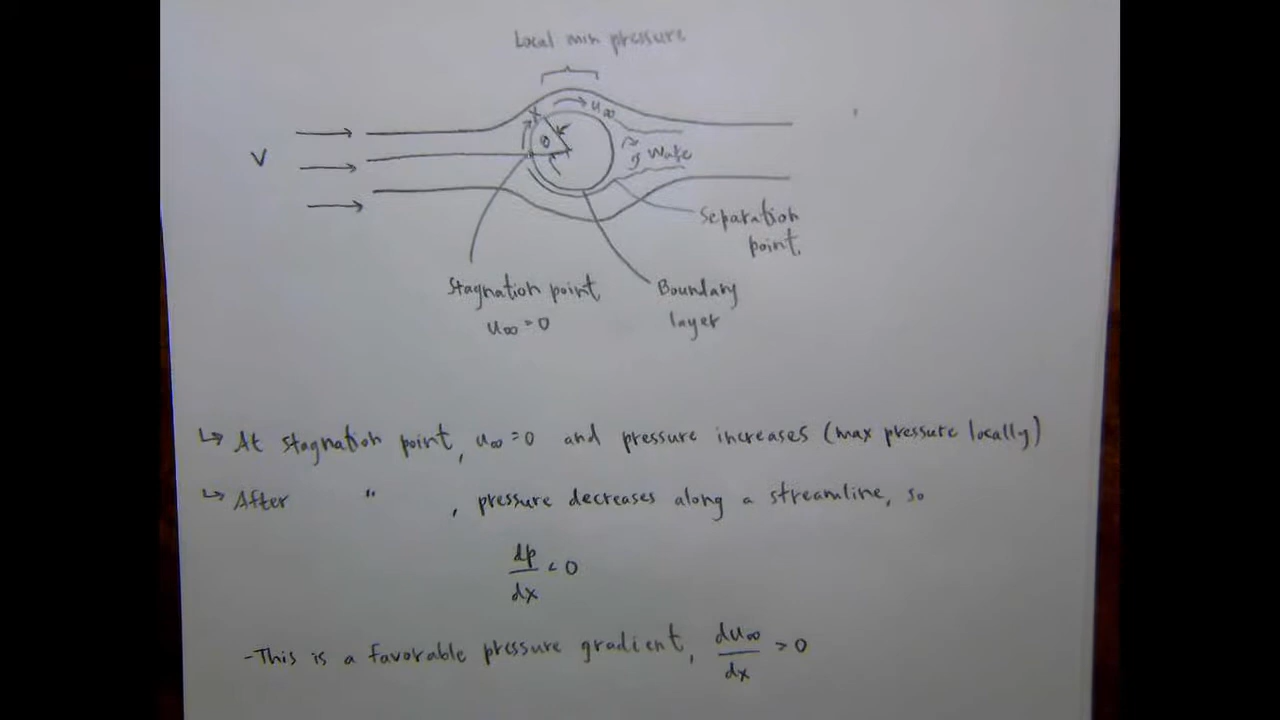 Local min pressure
u∞
x
θ
V
Wake
Separation
point.
Stagnation point
u∞=0
Boundary
layer
↳ At stagnation point, u∞=0 and pressure increases (max pressure locally)
↳ After " , pressure decreases along a streamline, so
dp/dx < 0
- This is a favorable pressure gradient, du∞/dx > 0